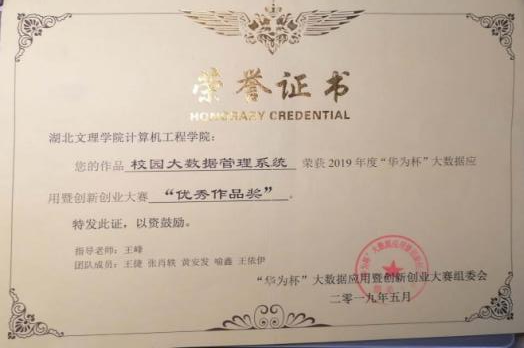 荣誉证书
HONORARY CREDENTIAL
湖北文理学院计算机工程学院：
您的作品 校园大数据管理系统 荣获2019年度“华为杯”大数据应
用暨创新创业大赛 “优秀作品奖” 。
特发此证，以资鼓励。
指导老师：王峰
团队成员：王健 张肖轶 黄安发 喻鑫 王依伊
“华为杯”大数据应用暨创新创业大赛组委会
二零一九年五月